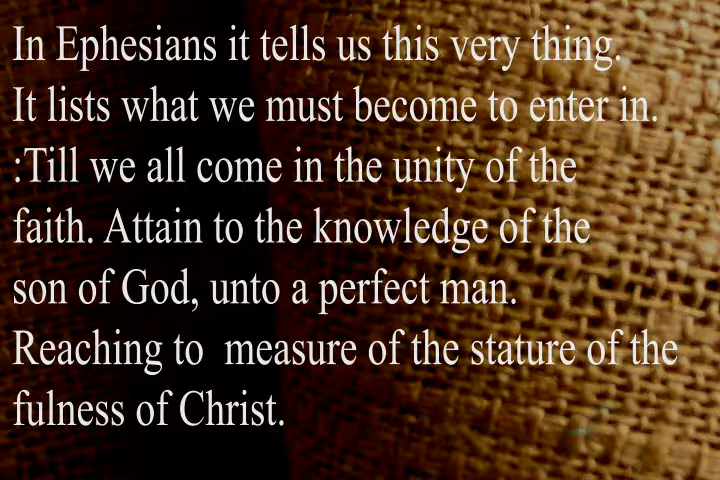 In Ephesians it tells us this very thing.
It lists what we must become to enter in.
:Till we all come in the unity of the
faith. Attain to the knowledge of the
son of God, unto a perfect man.
Reaching to  measure of the stature of the
fulness of Christ.